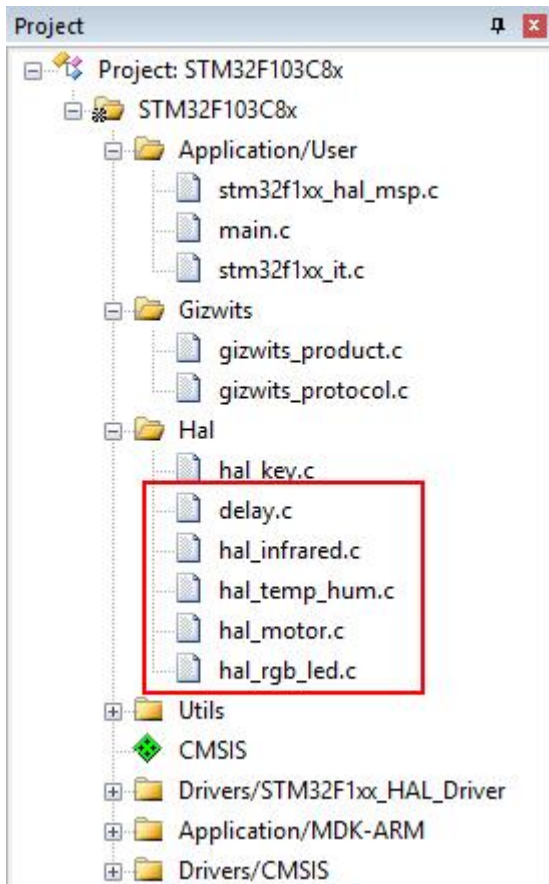 Project
Project: STM32F103C8x
STM32F103C8x
Application/User
stm32f1xx_hal_msp.c
main.c
stm32f1xx_it.c
Gizwits
gizwits_product.c
gizwits_protocol.c
Hal
hal_key.c
delay.c
hal_infrared.c
hal_temp_hum.c
hal_motor.c
hal_rgb_led.c
Utils
CMSIS
Drivers/STM32F1xx_HAL_Driver
Application/MDK-ARM
Drivers/CMSIS